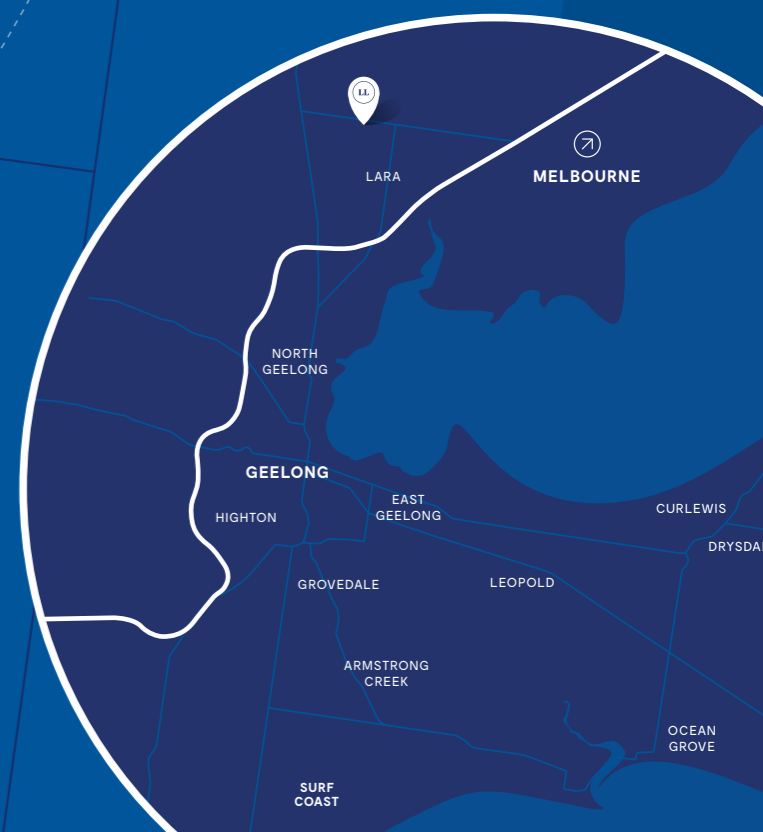 LL
LARA
MELBOURNE
NORTH
GEELONG
GEELONG
EAST
GEELONG
HIGHTON
CURLEWIS
DRYSDA
GROVEDALE
LEOPOLD
ARMSTRONG
CREEK
OCEAN
GROVE
SURF
COAST